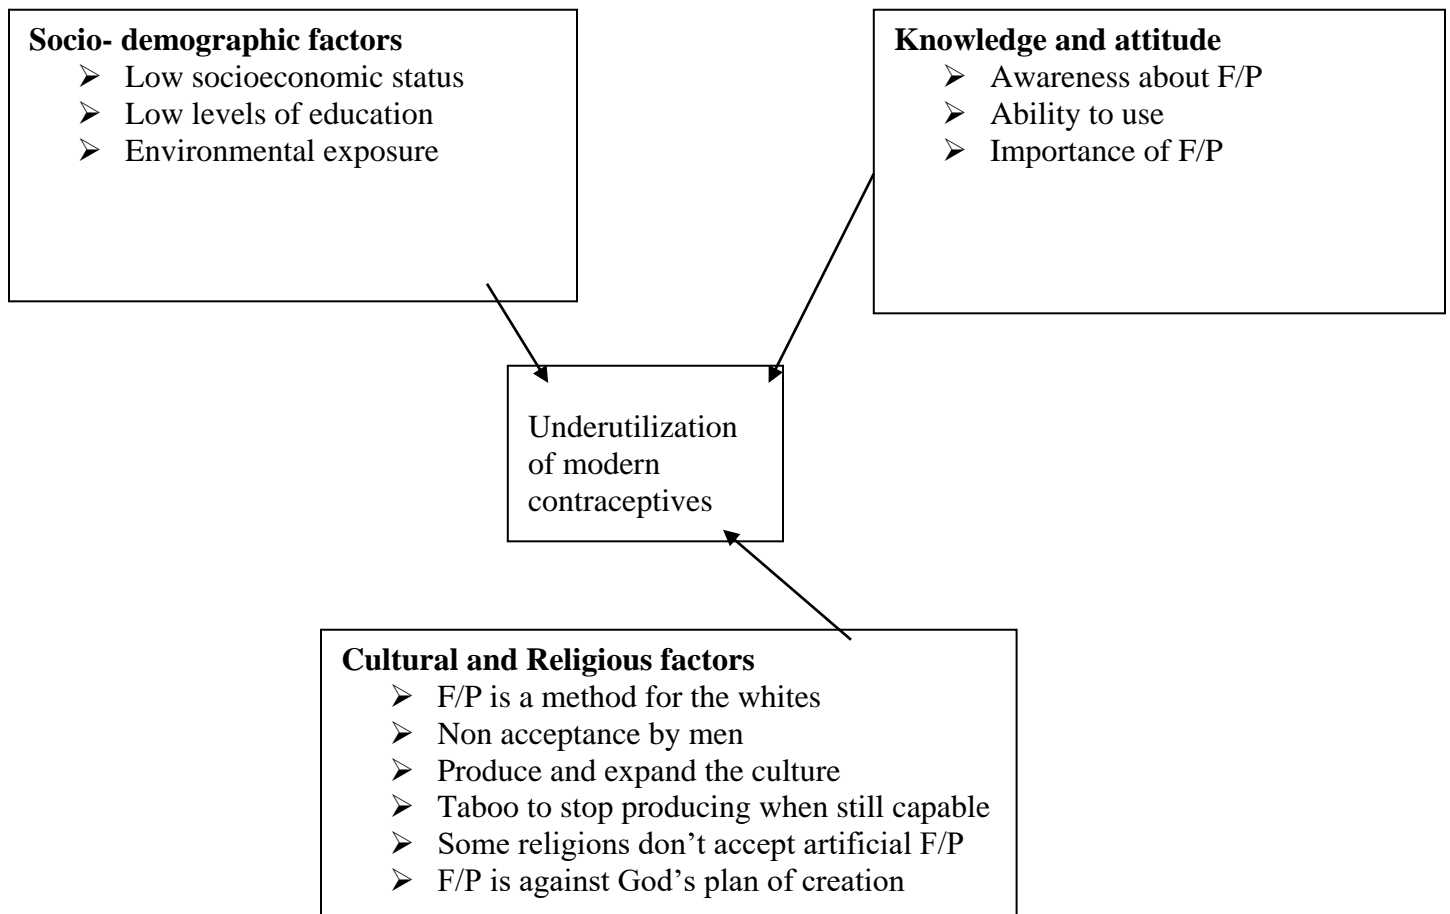 Socio- demographic factors
➢ Low socioeconomic status
➢ Low levels of education
➢ Environmental exposure
Knowledge and attitude
➢ Awareness about F/P
➢ Ability to use
➢ Importance of F/P
Underutilization
of modern
contraceptives
Cultural and Religious factors
➢ F/P is a method for the whites
➢ Non acceptance by men
➢ Produce and expand the culture
➢ Taboo to stop producing when still capable
➢ Some religions don’t accept artificial F/P
➢ F/P is against God’s plan of creation